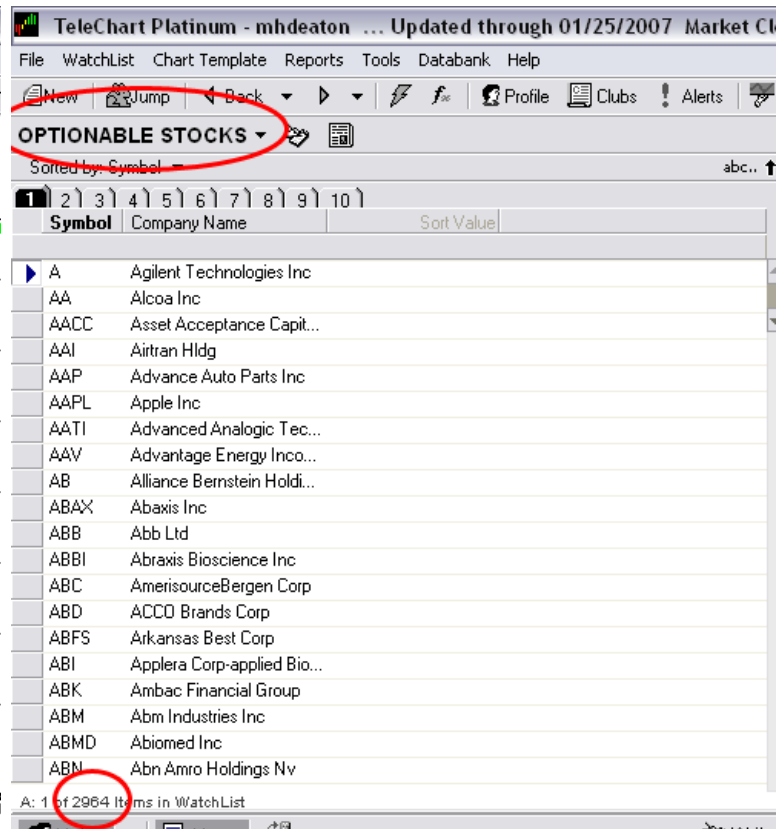 TeleChart Platinum - mhdeaton ... Updated through 01/25/2007 Market Cl
File WatchList Chart Template Reports Tools Databank Help
New Jump Back Profile Clubs Alerts
OPTIONABLE STOCKS
Sorted by: Symbol abc..
1 2 3 4 5 6 7 8 9 10
Symbol Company Name Sort Value
A Agilent Technologies Inc
AA Alcoa Inc
AACC Asset Acceptance Capit...
AAI Airtran Hldg
AAP Advance Auto Parts Inc
AAPL Apple Inc
AATI Advanced Analogic Tec...
AAV Advantage Energy Inco...
AB Alliance Bernstein Holdi...
ABAX Abaxis Inc
ABB Abb Ltd
ABBI Abraxis Bioscience Inc
ABC AmerisourceBergen Corp
ABD ACCO Brands Corp
ABFS Arkansas Best Corp
ABI Applera Corp-applied Bio...
ABK Ambac Financial Group
ABM Abm Industries Inc
ABMD Abiomed Inc
ABN Abn Amro Holdings Nv
A: 1 of 2964 Items in WatchList